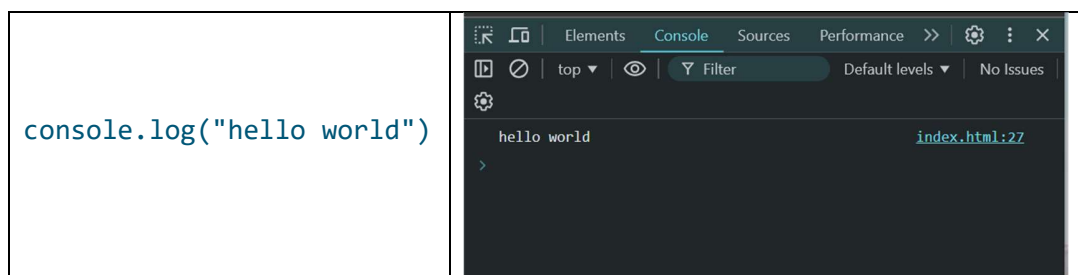 console.log("hello world")
Elements Console Sources Performance
top Filter Default levels No Issues
hello world index.html:27